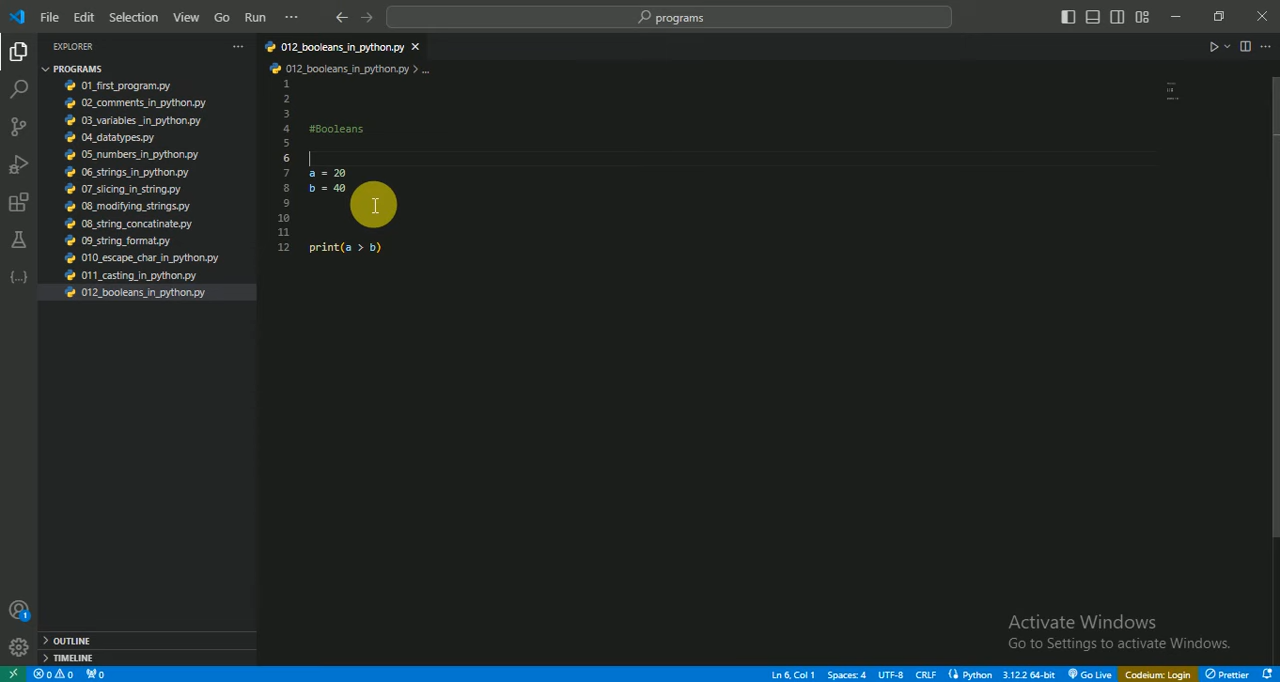 File Edit Selection View Go Run ···
programs
EXPLORER ···
012_booleans_in_python.py
PROGRAMS
01_first_program.py
02_comments_in_python.py
03_variables _in_python.py
04_datatypes.py
05_numbers_in_python.py
06_strings_in_python.py
07_slicing_in_string.py
08_modifying_strings.py
08_string_concatinate.py
09_string_format.py
010_escape_char_in_python.py
011_casting_in_python.py
012_booleans_in_python.py
012_booleans_in_python.py > ...
1
2
3
4 #Booleans
5
6
7 a = 20
8 b = 40
9
10
11
12 print(a > b)
Activate Windows
Go to Settings to activate Windows.
1
OUTLINE
TIMELINE
0 0 0 Ln 6, Col 1 Spaces: 4 UTF-8 CRLF Python 3.12.2 64-bit Go Live Codeium: Login Prettier